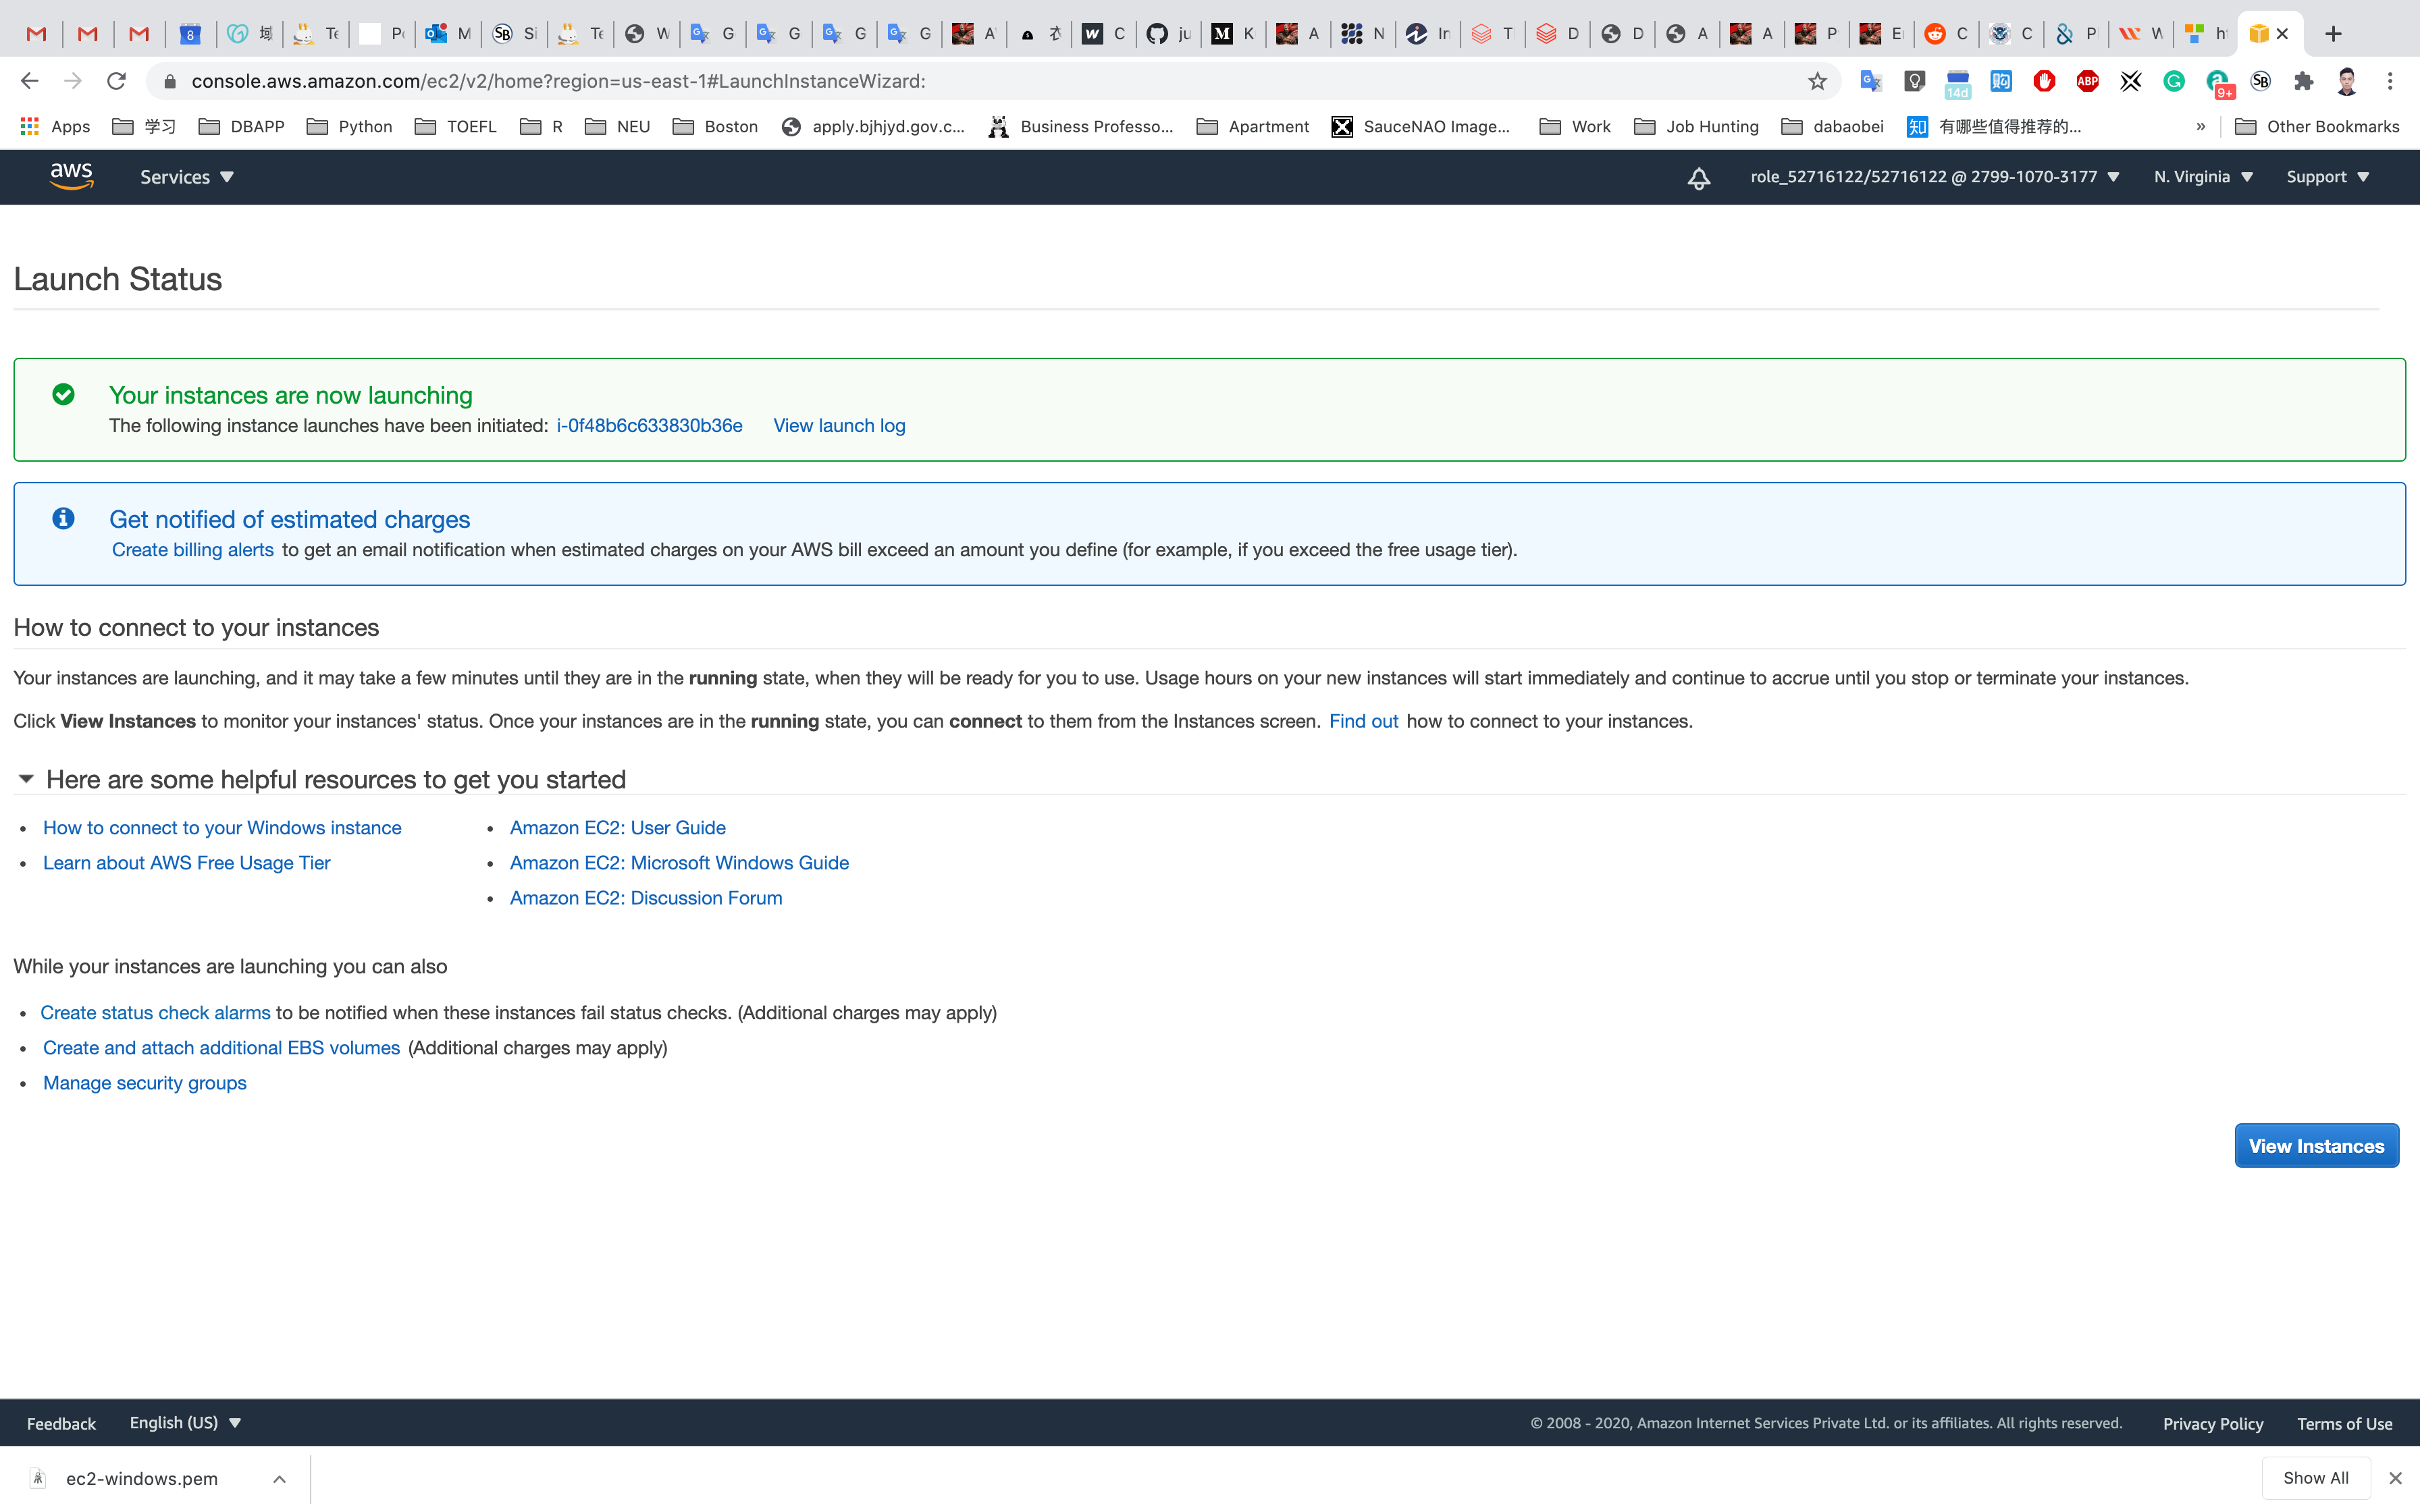 8
域
Te
Pe
M
Si
Te
W
G
G
G
G
A
衣
C
ju
K
A
N
In
T
D
D
A
A
P
E
C
C
P
W
h
console.aws.amazon.com/ec2/v2/home?region=us-east-1#LaunchInstanceWizard:
14d
ABP
9+
SB
Apps
学习
DBAPP
Python
TOEFL
R
NEU
Boston
apply.bjhjyd.gov.c...
Business Professo...
Apartment
SauceNAO Image...
Work
Job Hunting
dabaobei
知 有哪些值得推荐的...
»
Other Bookmarks
aws
Services
role_52716122/52716122 @ 2799-1070-3177
N. Virginia
Support
Launch Status
Your instances are now launching
The following instance launches have been initiated: i-0f48b6c633830b36e View launch log
Get notified of estimated charges
Create billing alerts to get an email notification when estimated charges on your AWS bill exceed an amount you define (for example, if you exceed the free usage tier).
How to connect to your instances
Your instances are launching, and it may take a few minutes until they are in the running state, when they will be ready for you to use. Usage hours on your new instances will start immediately and continue to accrue until you stop or terminate your instances.
Click View Instances to monitor your instances' status. Once your instances are in the running state, you can connect to them from the Instances screen. Find out how to connect to your instances.
Here are some helpful resources to get you started
• How to connect to your Windows instance
• Learn about AWS Free Usage Tier
• Amazon EC2: User Guide
• Amazon EC2: Microsoft Windows Guide
• Amazon EC2: Discussion Forum
While your instances are launching you can also
• Create status check alarms to be notified when these instances fail status checks. (Additional charges may apply)
• Create and attach additional EBS volumes (Additional charges may apply)
• Manage security groups
View Instances
Feedback
English (US)
© 2008 - 2020, Amazon Internet Services Private Ltd. or its affiliates. All rights reserved.
Privacy Policy
Terms of Use
ec2-windows.pem
Show All